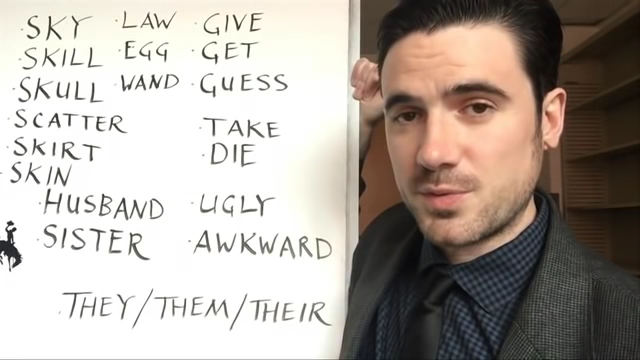 ·SKY ·LAW ·GIVE
·SKILL ·EGG ·GET
·SKULL ·WAND ·GUESS
·SCATTER ·TAKE
·SKIRT ·DIE
·SKIN
·HUSBAND ·UGLY
·SISTER ·AWKWARD
·THEY/THEM/THEIR